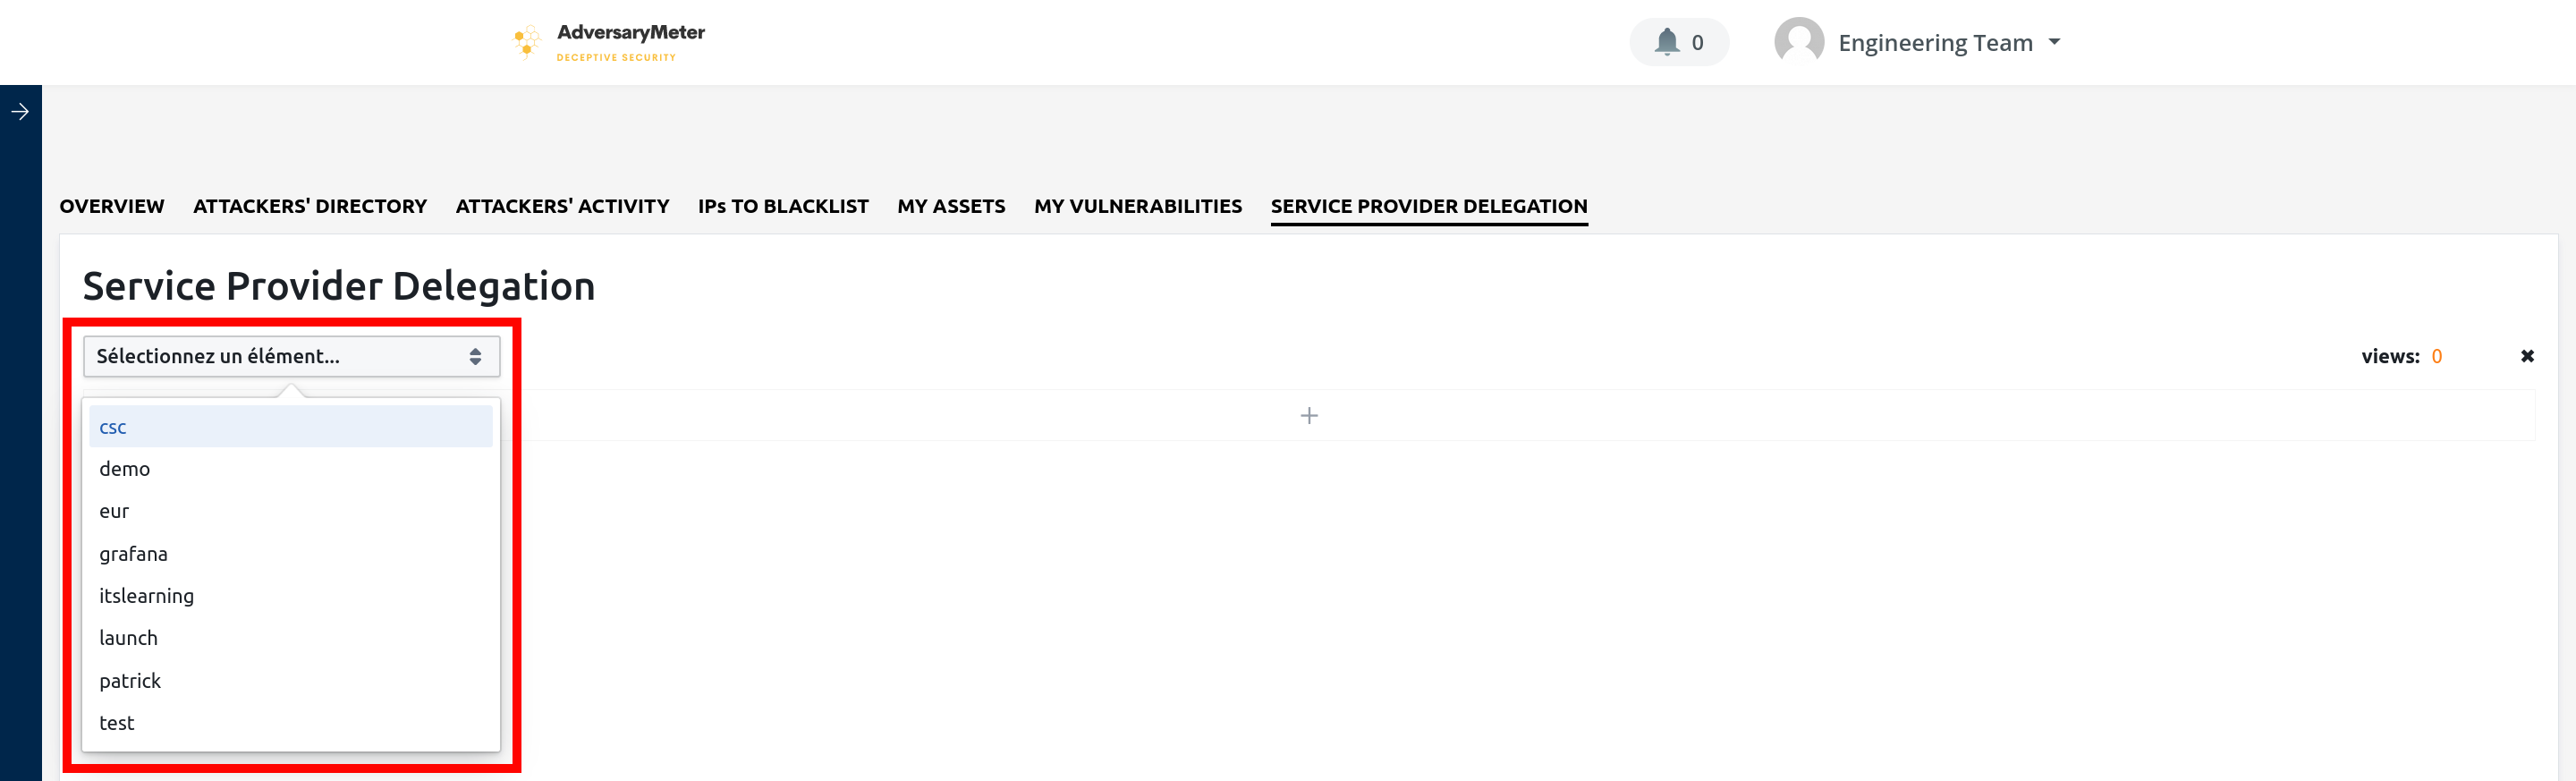 AdversaryMeter
DECEPTIVE SECURITY
0
Engineering Team
OVERVIEW ATTACKERS' DIRECTORY ATTACKERS' ACTIVITY IPs TO BLACKLIST MY ASSETS MY VULNERABILITIES SERVICE PROVIDER DELEGATION
Service Provider Delegation
Sélectionnez un élément...
views: 0
csc
demo
eur
grafana
itslearning
launch
patrick
test